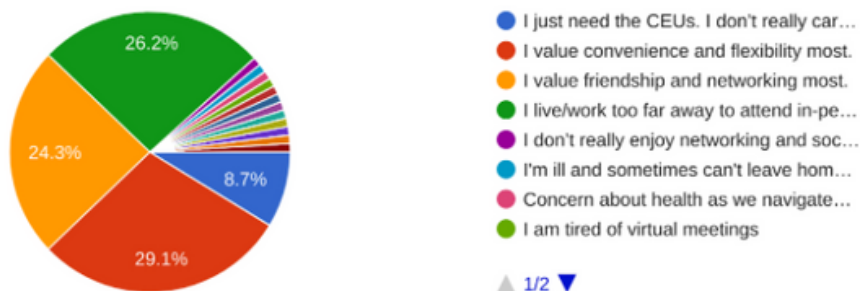 26.2%
24.3%
8.7%
29.1%
I just need the CEUs. I don't really car...
I value convenience and flexibility most.
I value friendship and networking most.
I live/work too far away to attend in-pe...
I don't really enjoy networking and soc...
I'm ill and sometimes can't leave hom...
Concern about health as we navigate...
I am tired of virtual meetings
1/2